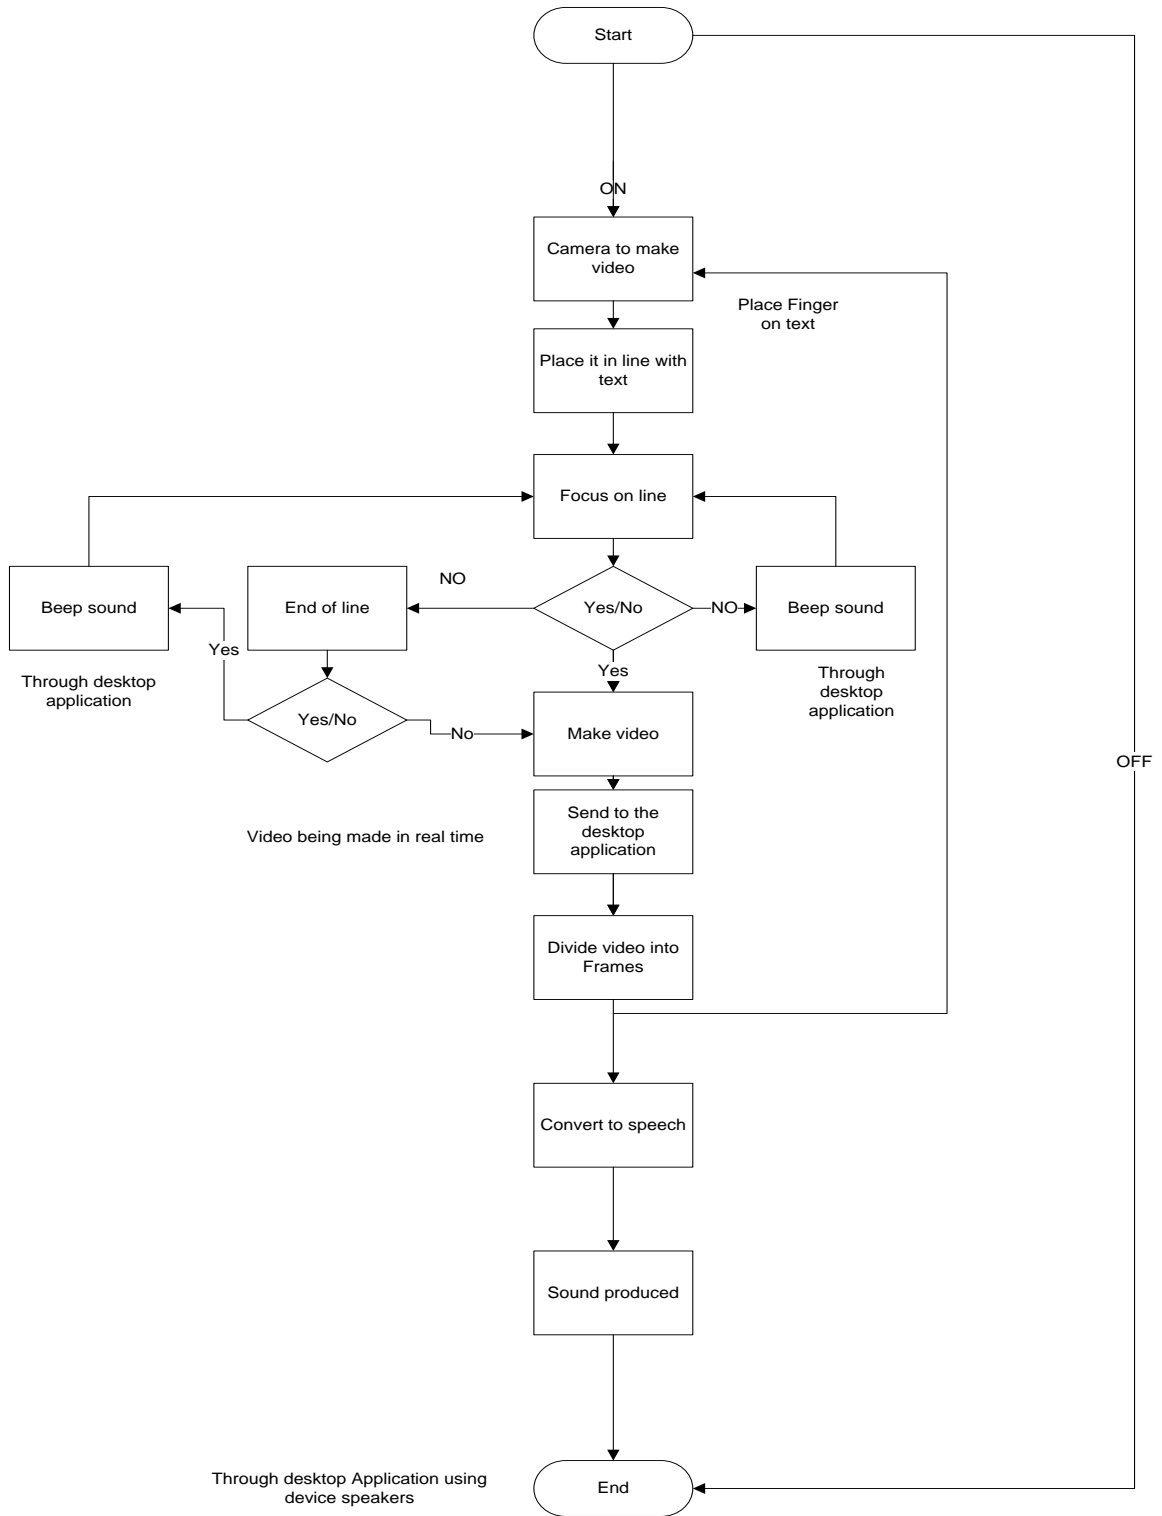 Start
ON
Camera to make
video
Place Finger
on text
Place it in line with
text
Focus on line
Beep sound
End of line
NO
Yes/No
NO
Beep sound
Yes
Yes
Through desktop
application
Through
desktop
application
Yes/No
No
Make video
OFF
Send to the
desktop
application
Video being made in real time
Divide video into
Frames
Convert to speech
Sound produced
Through desktop Application using
device speakers
End